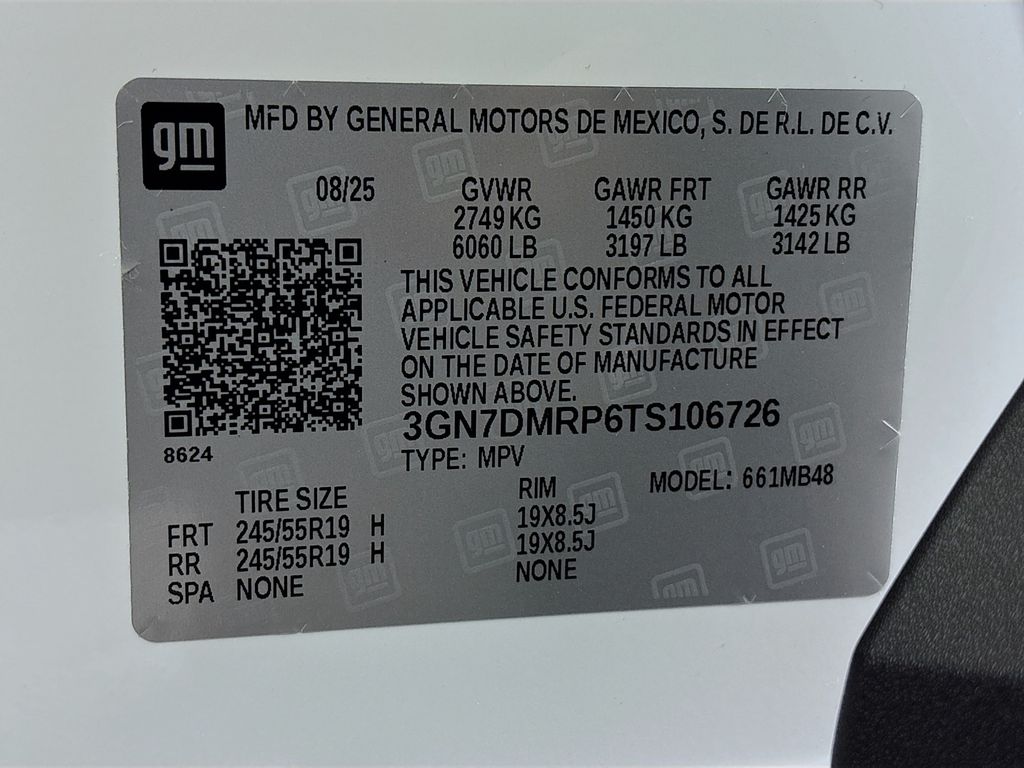 gm
MFD BY GENERAL MOTORS DE MEXICO, S. DE R.L. DE C.V.
08/25 GVWR GAWR FRT GAWR RR
2749 KG 1450 KG 1425 KG
6060 LB 3197 LB 3142 LB
THIS VEHICLE CONFORMS TO ALL
APPLICABLE U.S. FEDERAL MOTOR
VEHICLE SAFETY STANDARDS IN EFFECT
ON THE DATE OF MANUFACTURE
SHOWN ABOVE.
3GN7DMRP6TS106726
8624
TYPE: MPV
MODEL: 661MB48
TIRE SIZE RIM
FRT 245/55R19 H 19X8.5J
RR 245/55R19 H 19X8.5J
SPA NONE NONE